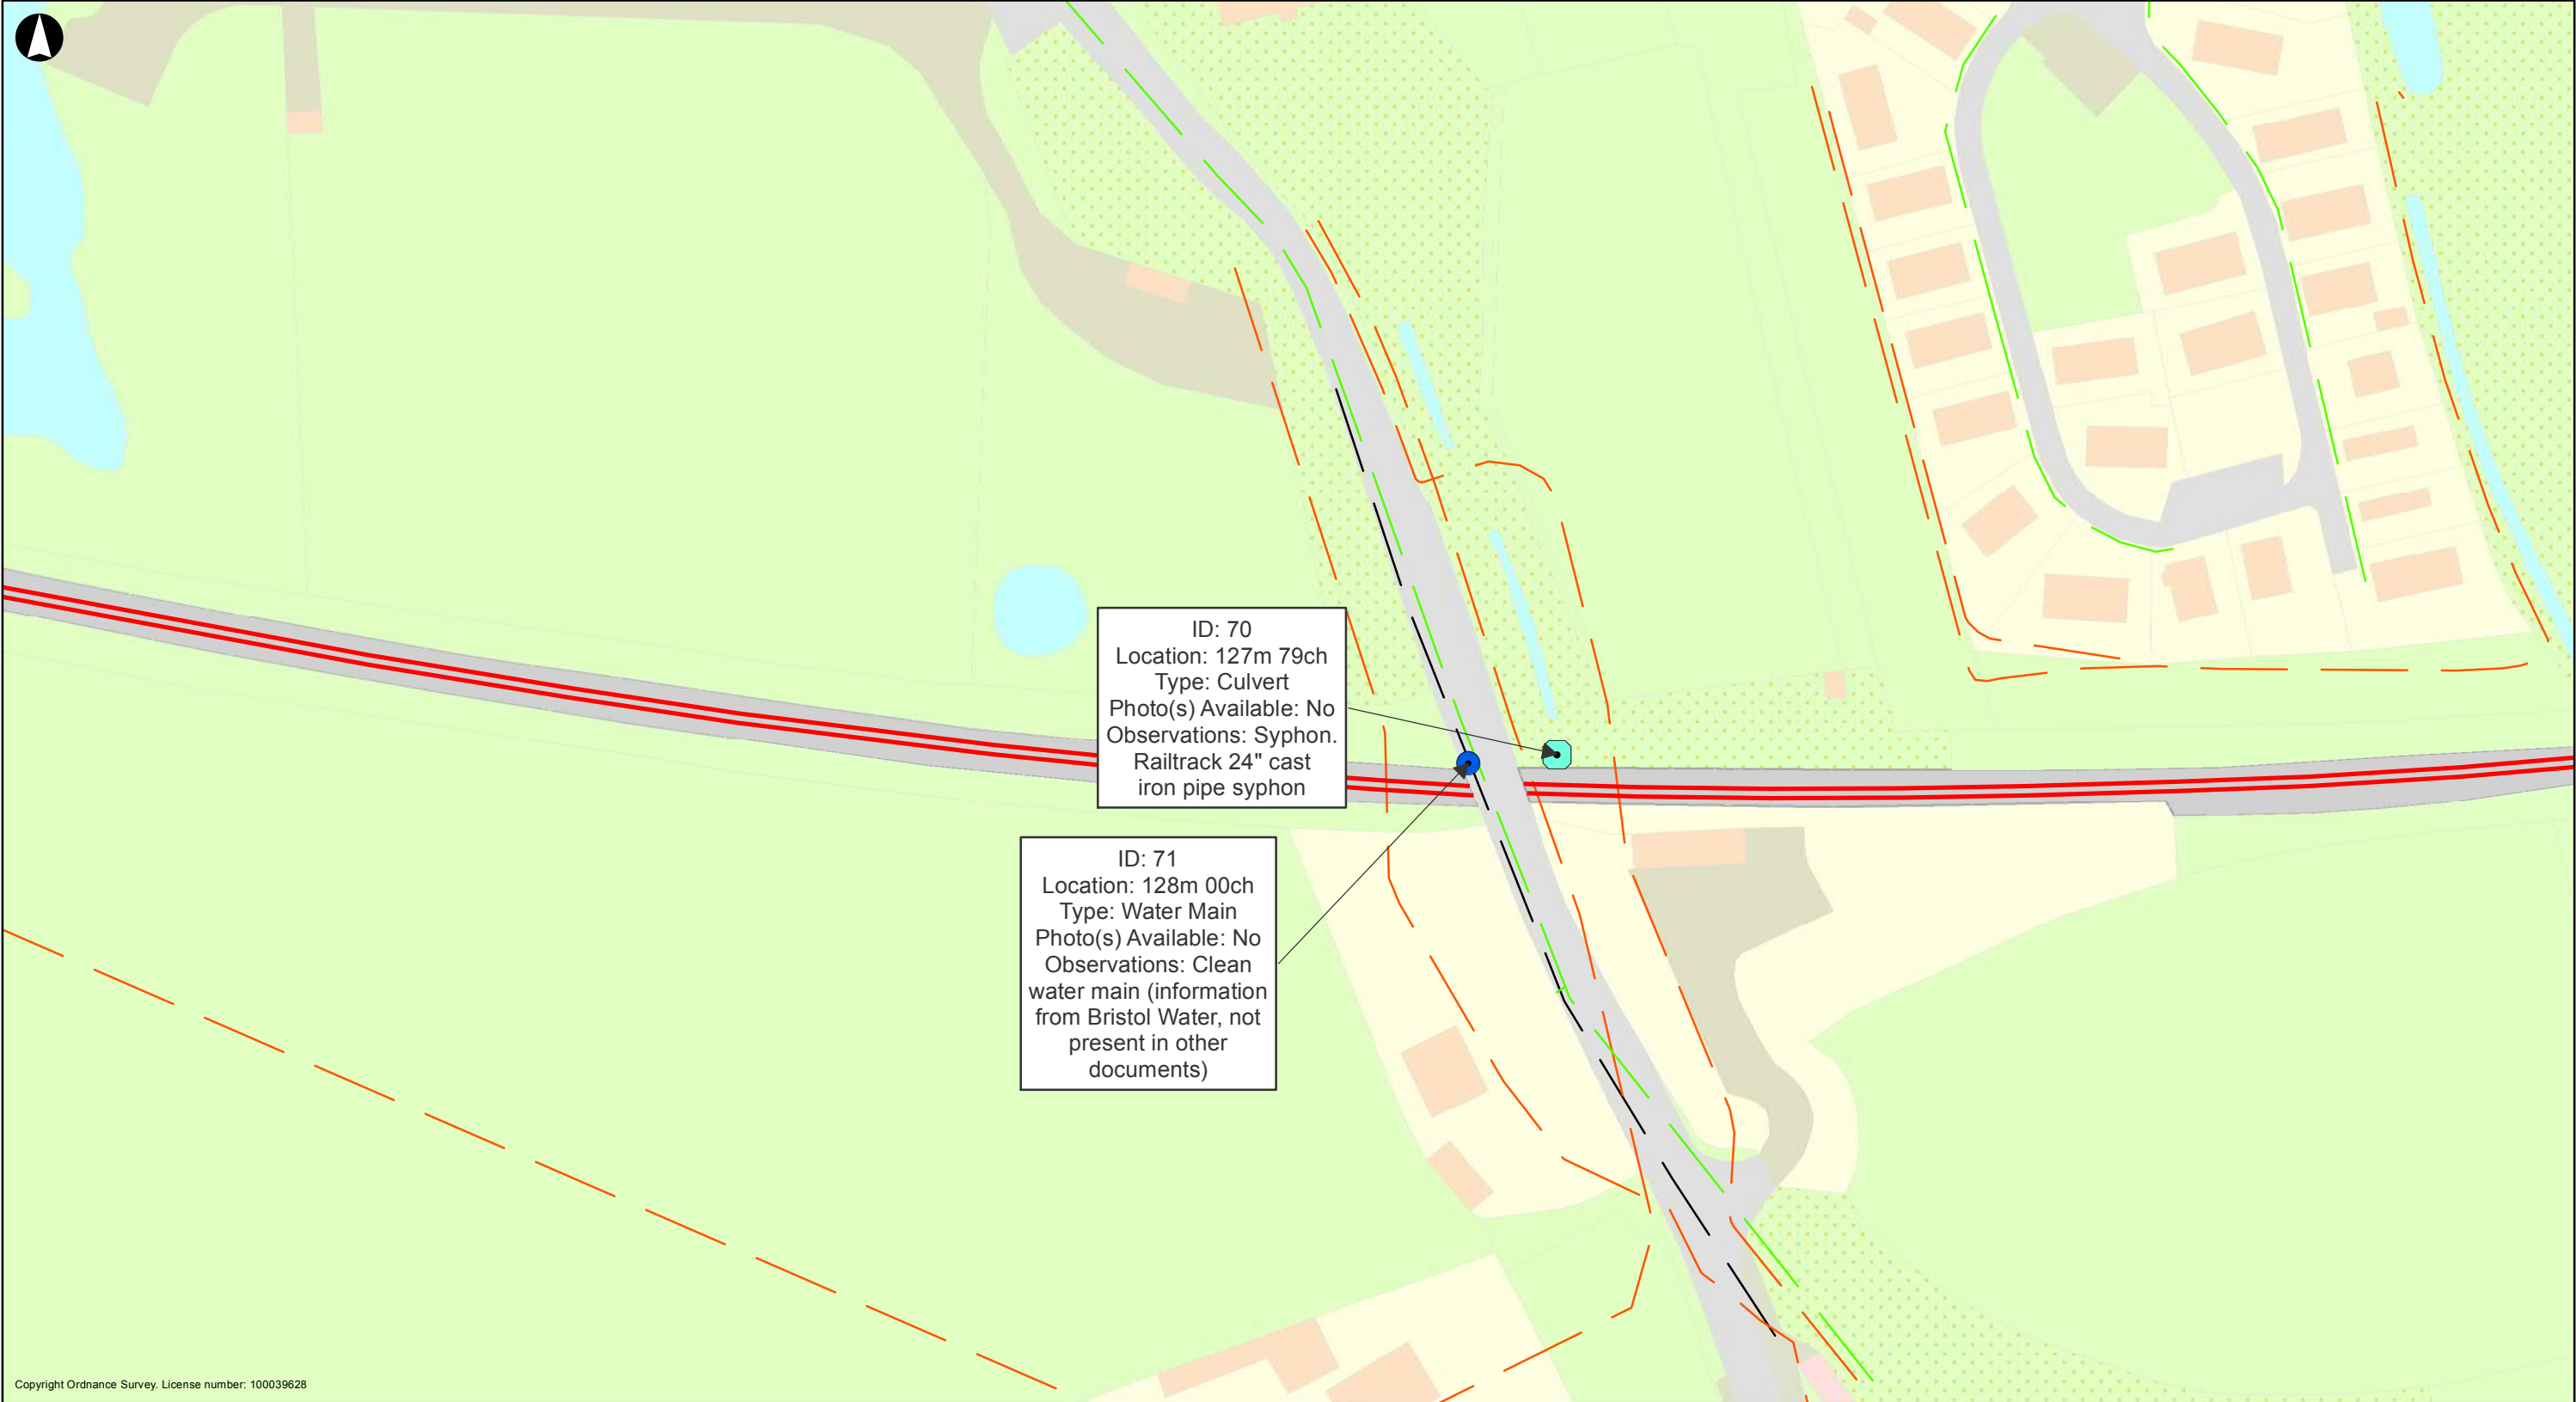 ID: 70
Location: 127m 79ch
Type: Culvert
Photo(s) Available: No
Observations: Syphon.
Railtrack 24" cast
iron pipe syphon
ID: 71
Location: 128m 00ch
Type: Water Main
Photo(s) Available: No
Observations: Clean
water main (information
from Bristol Water, not
present in other
documents)
Copyright Ordnance Survey. License number: 100039628